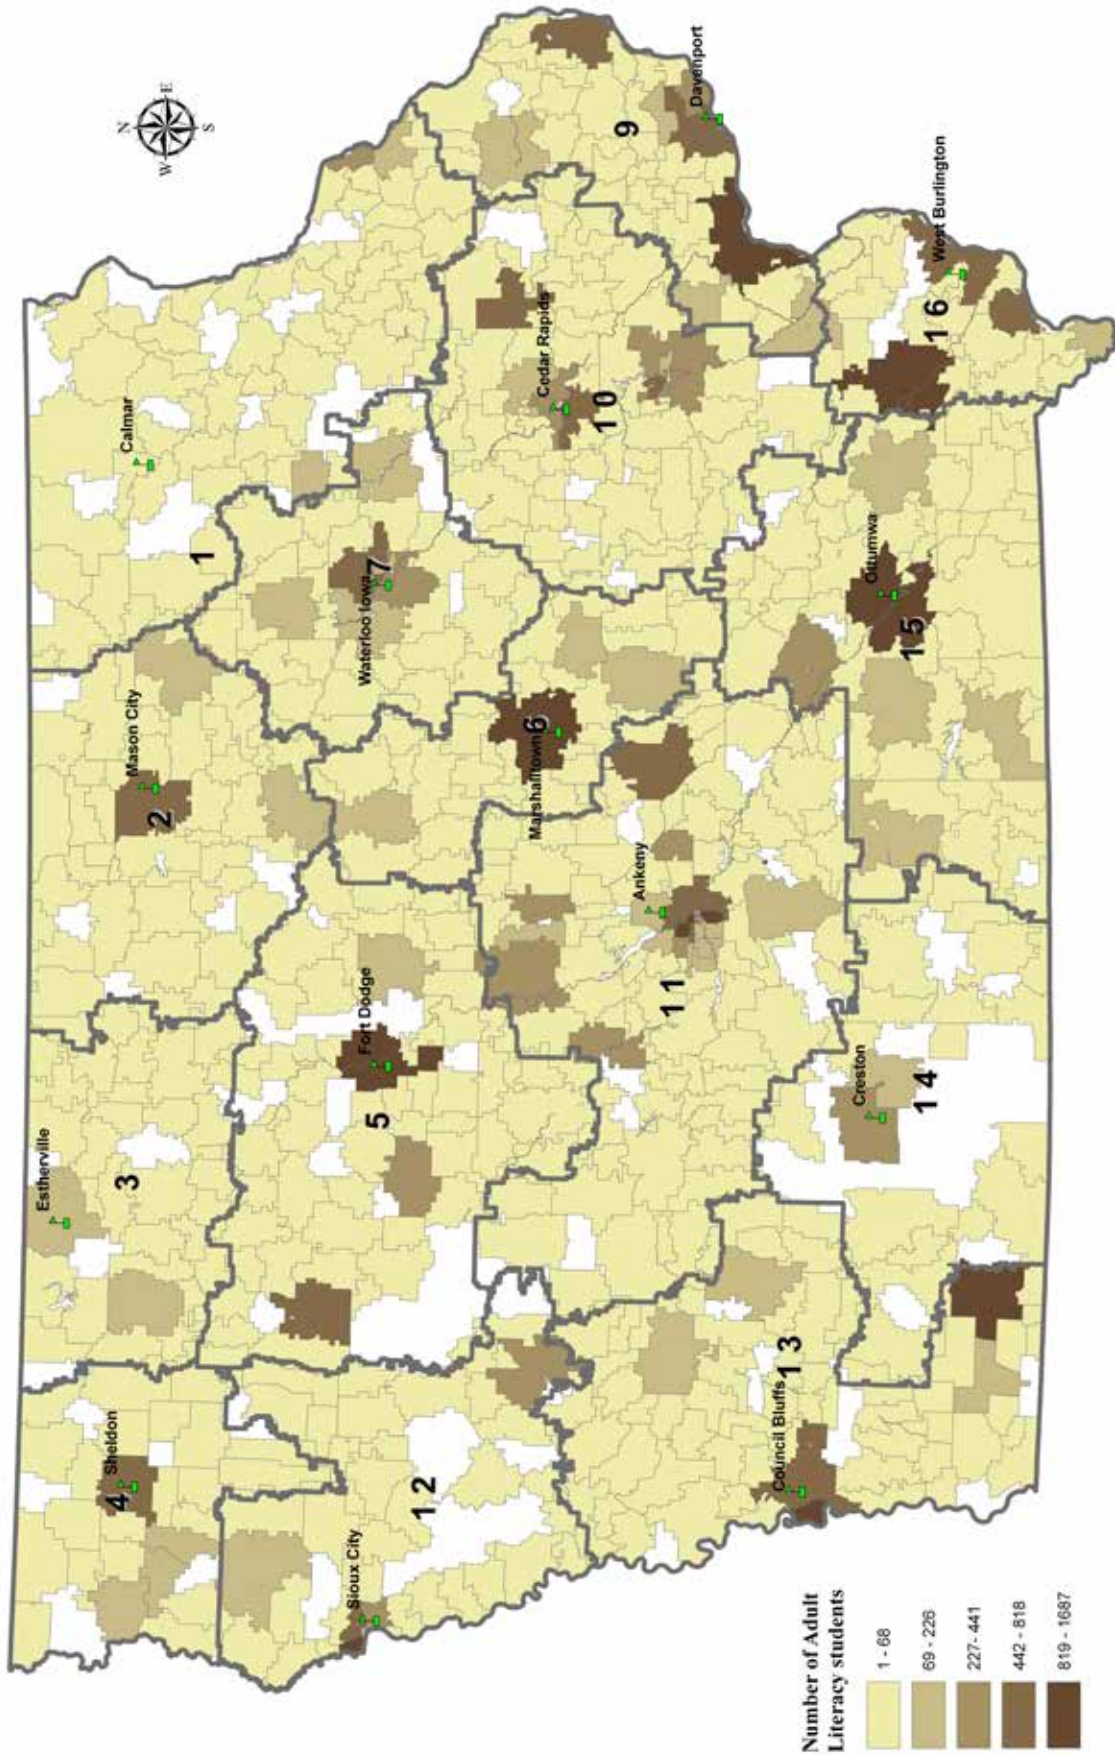 N
W E
S
Estherville
3
Sheldon
4
Mason City
2
Calmar
1
Fort Dodge
5
Waterloo Iowa
7
Sioux City
12
Marshalltown
6
Cedar Rapids
10
9
Davenport
Ankeny
11
Council Bluffs
13
Creston
14
Ottumwa
15
West Burlington
16
Number of Adult
Literacy students
1 - 68
69 - 226
227- 441
442 - 818
819 - 1687